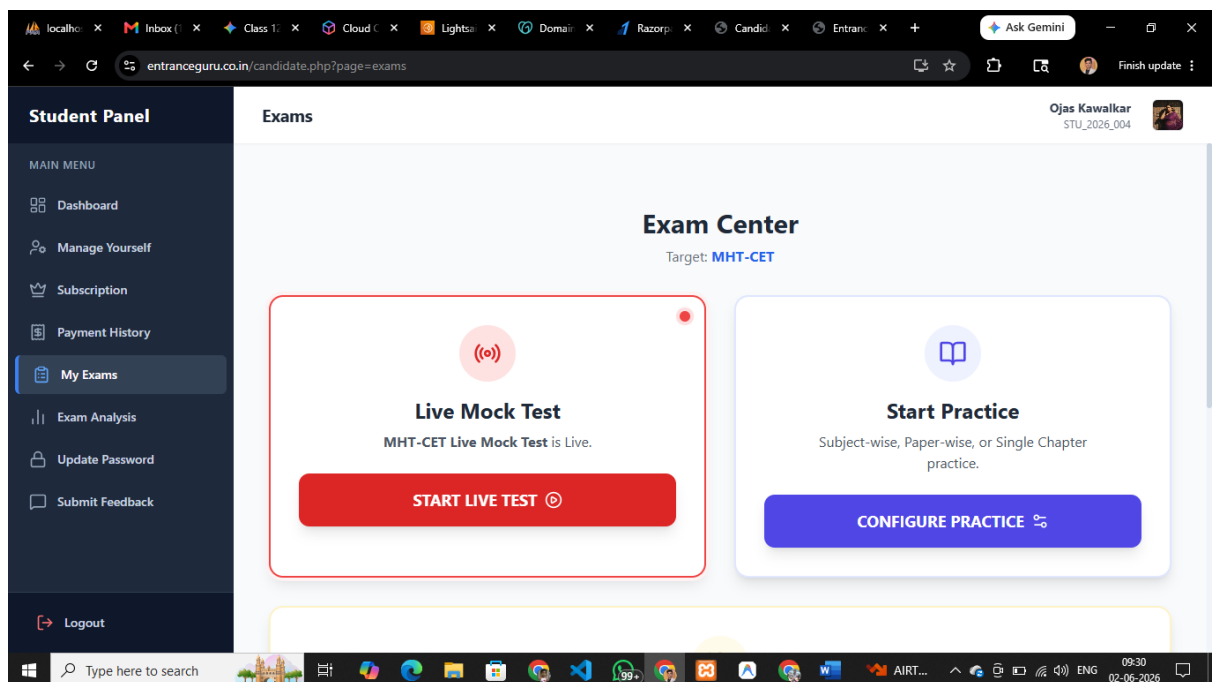 localho
Inbox (1
Class 12
Cloud C
Lightsai
Domain
Razorpa
Candid
Entranc
Ask Gemini
entranceguru.co.in/candidate.php?page=exams
Finish update
Student Panel
Exams
Ojas Kawalkar
STU_2026_004
MAIN MENU
Dashboard
Manage Yourself
Subscription
Payment History
My Exams
Exam Analysis
Update Password
Submit Feedback
Logout
Exam Center
Target: MHT-CET
Live Mock Test
MHT-CET Live Mock Test is Live.
START LIVE TEST
Start Practice
Subject-wise, Paper-wise, or Single Chapter
practice.
CONFIGURE PRACTICE
Type here to search
99+
AIRT...
ENG
09:30
02-06-2026